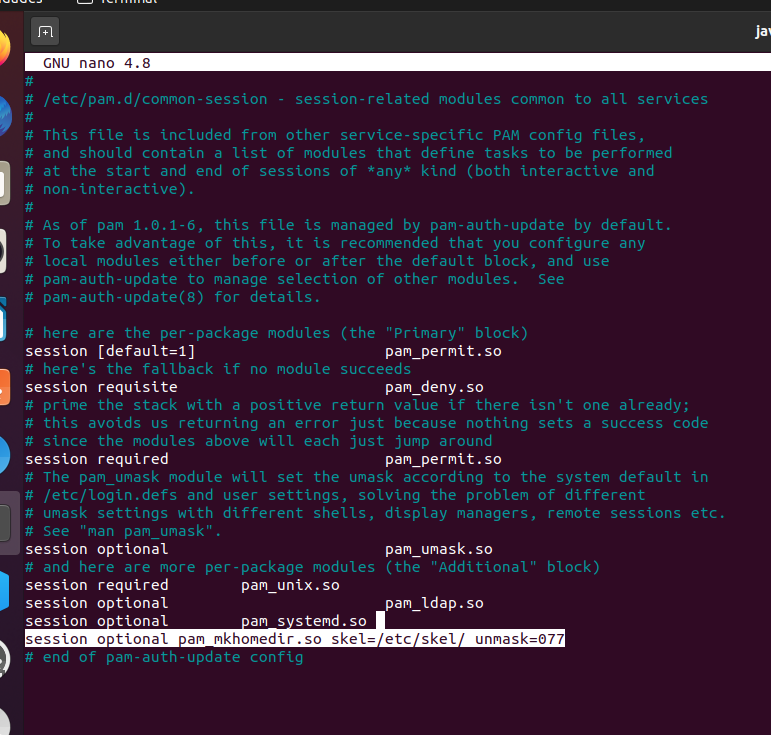 Terminal
jav
GNU nano 4.8
#
# /etc/pam.d/common-session - session-related modules common to all services
#
# This file is included from other service-specific PAM config files,
# and should contain a list of modules that define tasks to be performed
# at the start and end of sessions of *any* kind (both interactive and
# non-interactive).
#
# As of pam 1.0.1-6, this file is managed by pam-auth-update by default.
# To take advantage of this, it is recommended that you configure any
# local modules either before or after the default block, and use
# pam-auth-update to manage selection of other modules.  See
# pam-auth-update(8) for details.

# here are the per-package modules (the "Primary" block)
session [default=1]                     pam_permit.so
# here's the fallback if no module succeeds
session requisite                       pam_deny.so
# prime the stack with a positive return value if there isn't one already;
# this avoids us returning an error just because nothing sets a success code
# since the modules above will each just jump around
session required                        pam_permit.so
# The pam_umask module will set the umask according to the system default in
# /etc/login.defs and user settings, solving the problem of different
# umask settings with different shells, display managers, remote sessions etc.
# See "man pam_umask".
session optional                        pam_umask.so
# and here are more per-package modules (the "Additional" block)
session required        pam_unix.so
session optional                        pam_ldap.so
session optional        pam_systemd.so
session optional pam_mkhomedir.so skel=/etc/skel/ unmask=077
# end of pam-auth-update config